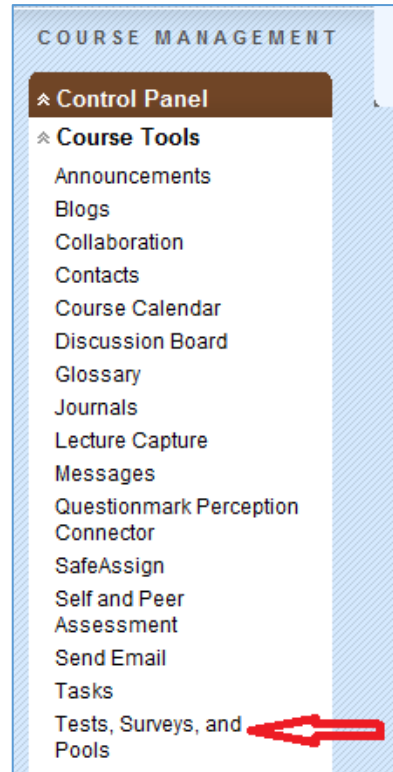 COURSE MANAGEMENT
Control Panel
Course Tools
Announcements
Blogs
Collaboration
Contacts
Course Calendar
Discussion Board
Glossary
Journals
Lecture Capture
Messages
Questionmark Perception
Connector
SafeAssign
Self and Peer
Assessment
Send Email
Tasks
Tests, Surveys, and
Pools